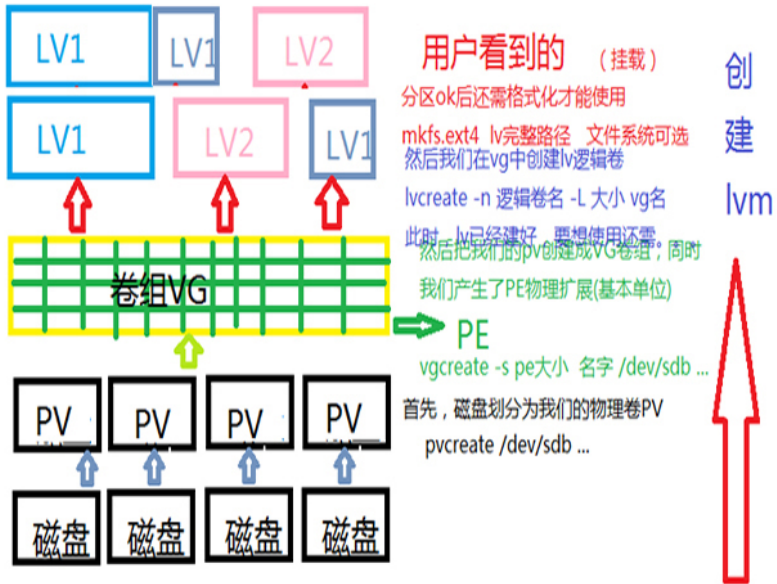 LV1 LV1 LV2
LV1 LV2 LV1
卷组VG
PV PV PV PV
磁盘 磁盘 磁盘 磁盘
用户看到的 （挂载）
分区ok后还需格式化才能使用
mkfs.ext4 lv完整路径 文件系统可选
然后我们在vg中创建lv逻辑卷
lvcreate -n 逻辑卷名 -L 大小 vg名
此时，lv已经建好，要想使用还需。。。
然后把我们的pv创建成VG卷组，同时
我们产生了PE物理扩展(基本单位)
PE
vgcreate -s pe大小 名字 /dev/sdb ...
首先，磁盘划分为我们的物理卷PV
pvcreate /dev/sdb ...
创
建
lvm